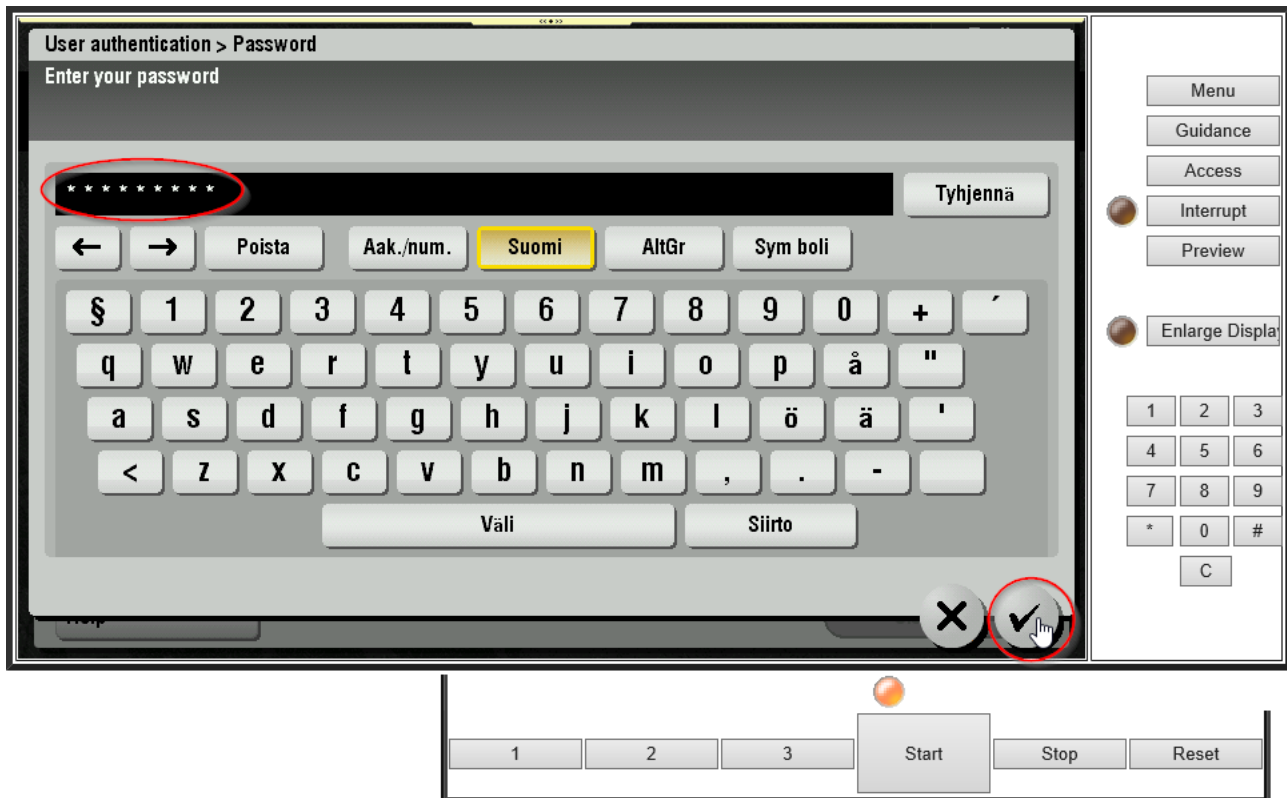 User authentication > Password
Enter your password
* * * * * * * * *
Tyhjennä
← → Poista Aak./num. Suomi AltGr Sym boli
§ 1 2 3 4 5 6 7 8 9 0 + ´
q w e r t y u i o p å "
a s d f g h j k l ö ä '
< z x c v b n m , . -
Väli Siirto
Menu
Guidance
Access
Interrupt
Preview
Enlarge Display
1 2 3
4 5 6
7 8 9
* 0 #
C
1 2 3 Start Stop Reset